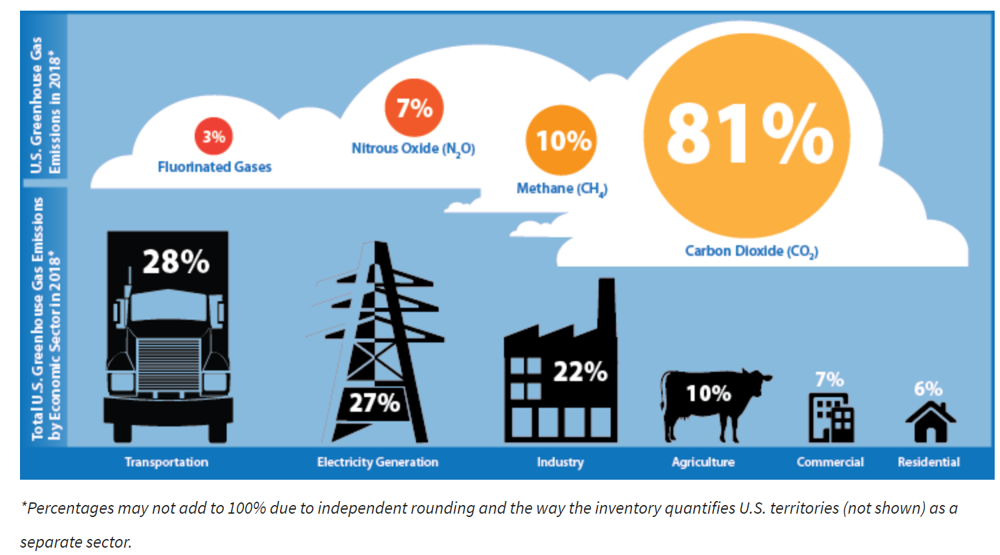 U.S. Greenhouse Gas
Emissions in 2018*
3%
Fluorinated Gases
7%
Nitrous Oxide (N₂O)
10%
Methane (CH₄)
81%
Carbon Dioxide (CO₂)
Total U.S. Greenhouse Gas Emissions
by Economic Sector in 2018*
28%
27%
22%
10%
7%
6%
Transportation
Electricity Generation
Industry
Agriculture
Commercial
Residential
*Percentages may not add to 100% due to independent rounding and the way the inventory quantifies U.S. territories (not shown) as a
separate sector.